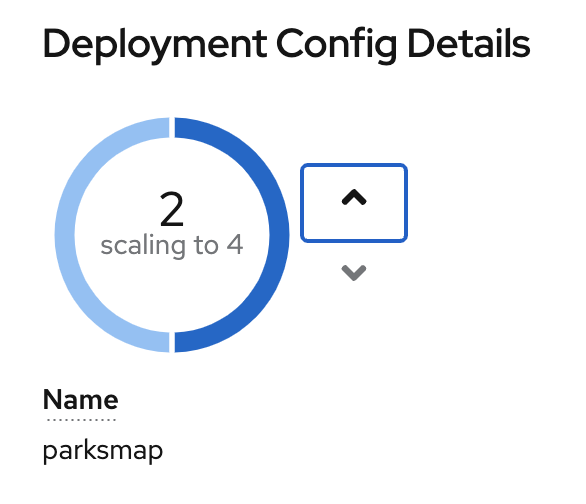 Deployment Config Details
2
scaling to 4
Name
parksmap